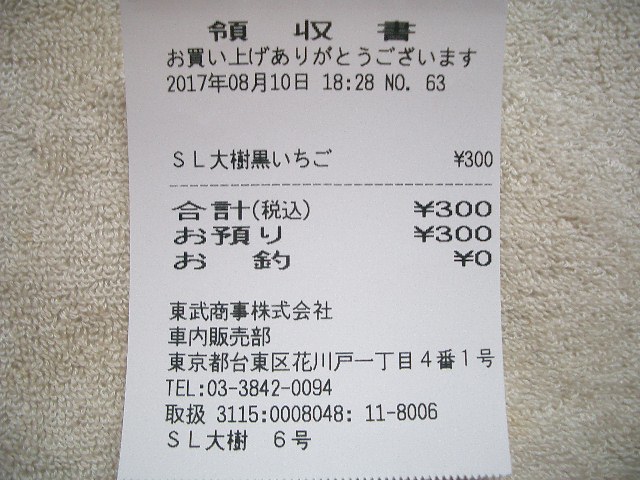 領収書
お買い上げありがとうございます
2017年08月10日 18:28 NO. 63
ＳＬ大樹黒いちご ¥300
合計(税込) ¥300
お預り ¥300
お釣 ¥0
東武商事株式会社
車内販売部
東京都台東区花川戸一丁目４番１号
TEL:03-3842-0094
取扱 3115:0008048: 11-8006
ＳＬ大樹　６号